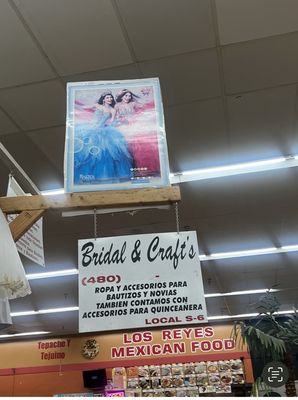 Bridal & Craft's
(480) -
ROPA Y ACCESORIOS PARA
BAUTIZOS Y NOVIAS
TAMBIEN CONTAMOS CON
ACCESORIOS PARA QUINCEANERA
LOCAL S-6
Tepache Y
Tejuino
LOS REYES
MEXICAN FOOD